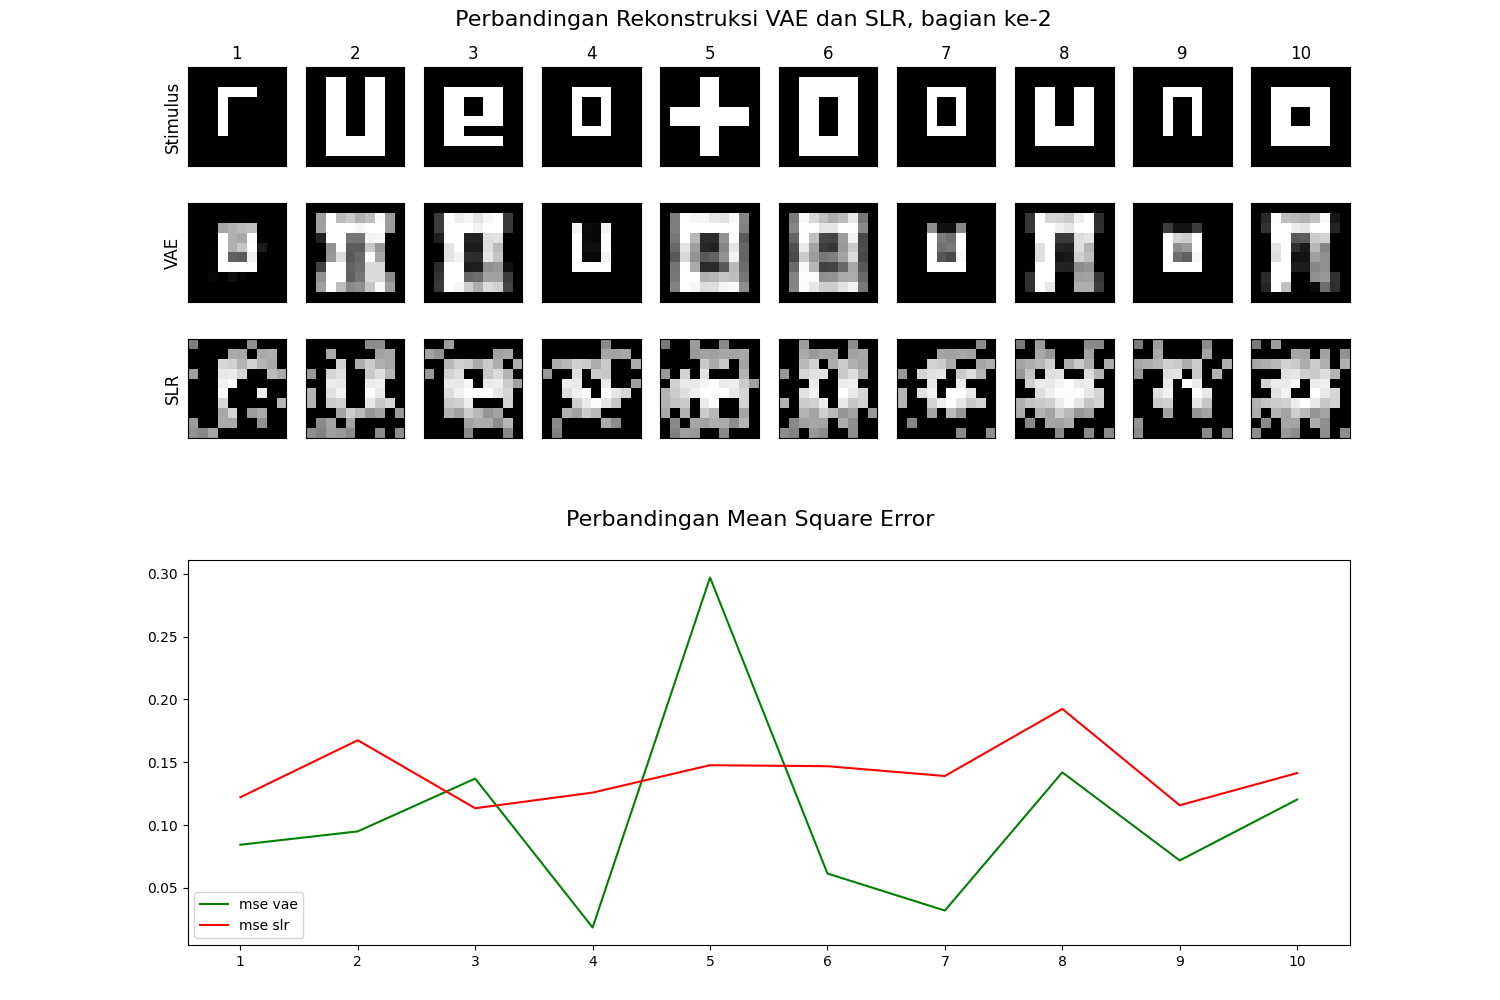 Perbandingan Rekonstruksi VAE dan SLR, bagian ke-2
1 2 3 4 5 6 7 8 9 10
Stimulus
VAE
SLR
Perbandingan Mean Square Error
0.30
0.25
0.20
0.15
0.10
0.05
mse vae
mse slr
1 2 3 4 5 6 7 8 9 10